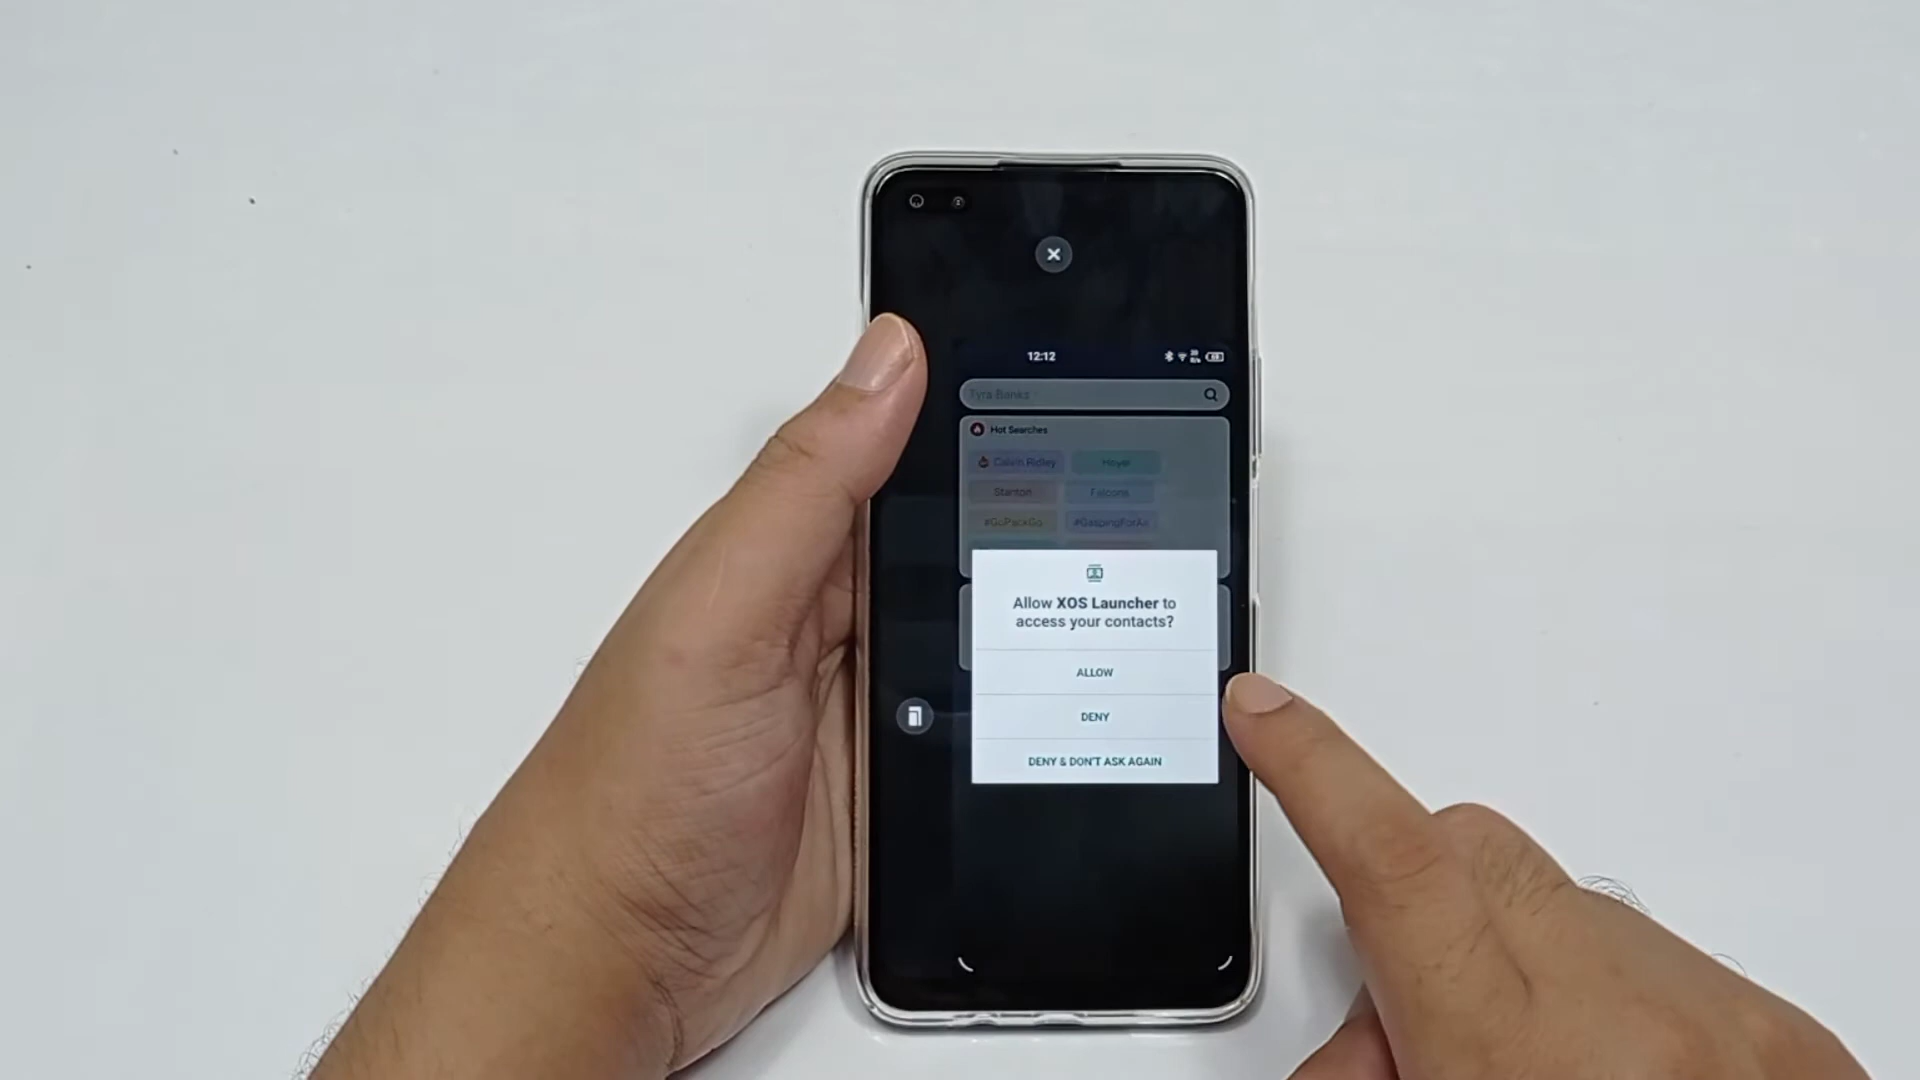 12:12
Tyra Banks
Hot Searches
Calvin Ridley
Stanton
Falcons
#GoPackGo
#GaspingForAir
Allow XOS Launcher to
access your contacts?
ALLOW
DENY
DENY & DON'T ASK AGAIN